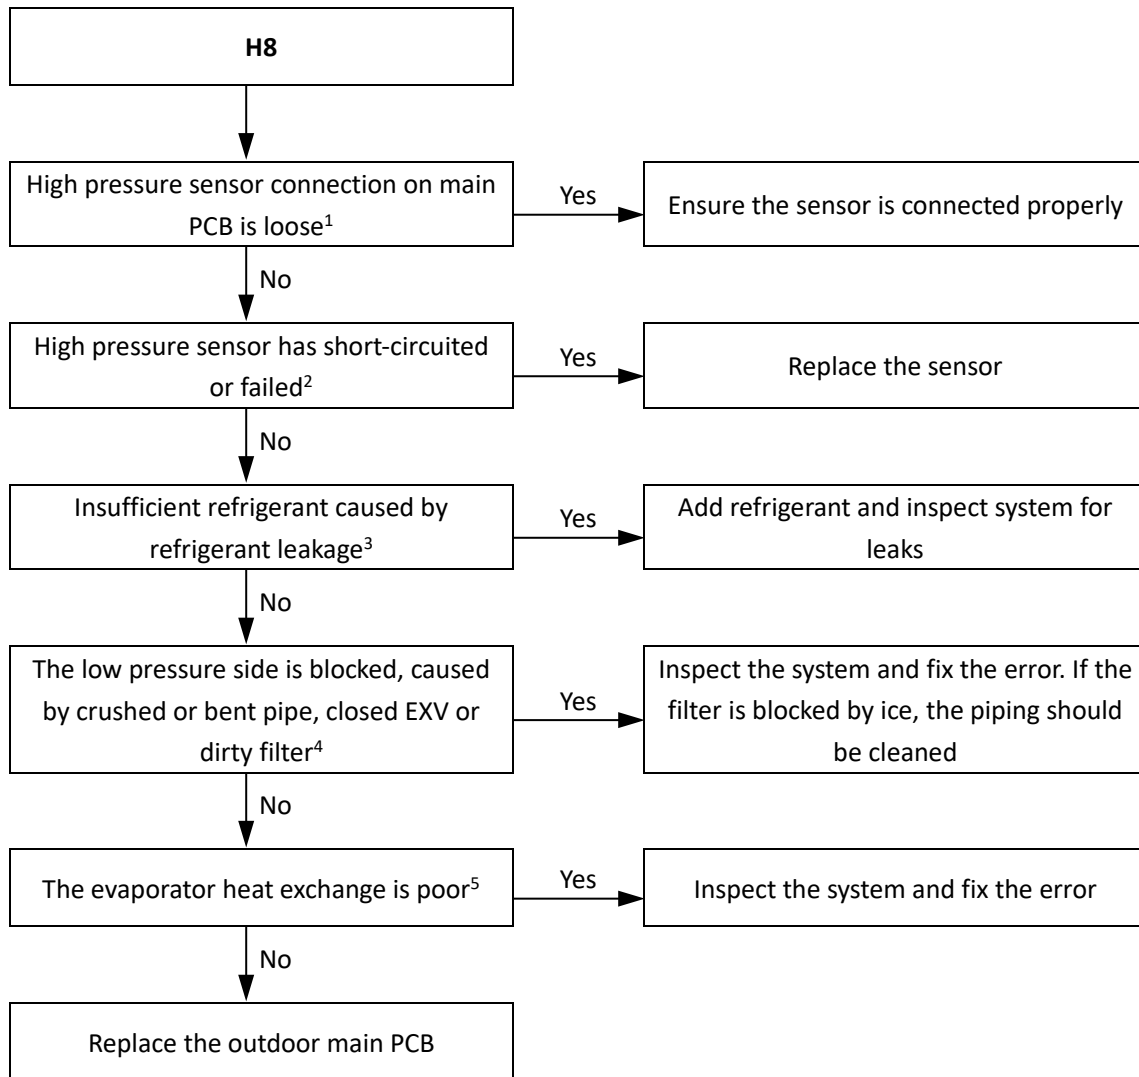 H8
High pressure sensor connection on main
PCB is loose¹
Yes
Ensure the sensor is connected properly
No
High pressure sensor has short-circuited
or failed²
Yes
Replace the sensor
No
Insufficient refrigerant caused by
refrigerant leakage³
Yes
Add refrigerant and inspect system for
leaks
No
The low pressure side is blocked, caused
by crushed or bent pipe, closed EXV or
dirty filter⁴
Yes
Inspect the system and fix the error. If the
filter is blocked by ice, the piping should
be cleaned
No
The evaporator heat exchange is poor⁵
Yes
Inspect the system and fix the error
No
Replace the outdoor main PCB